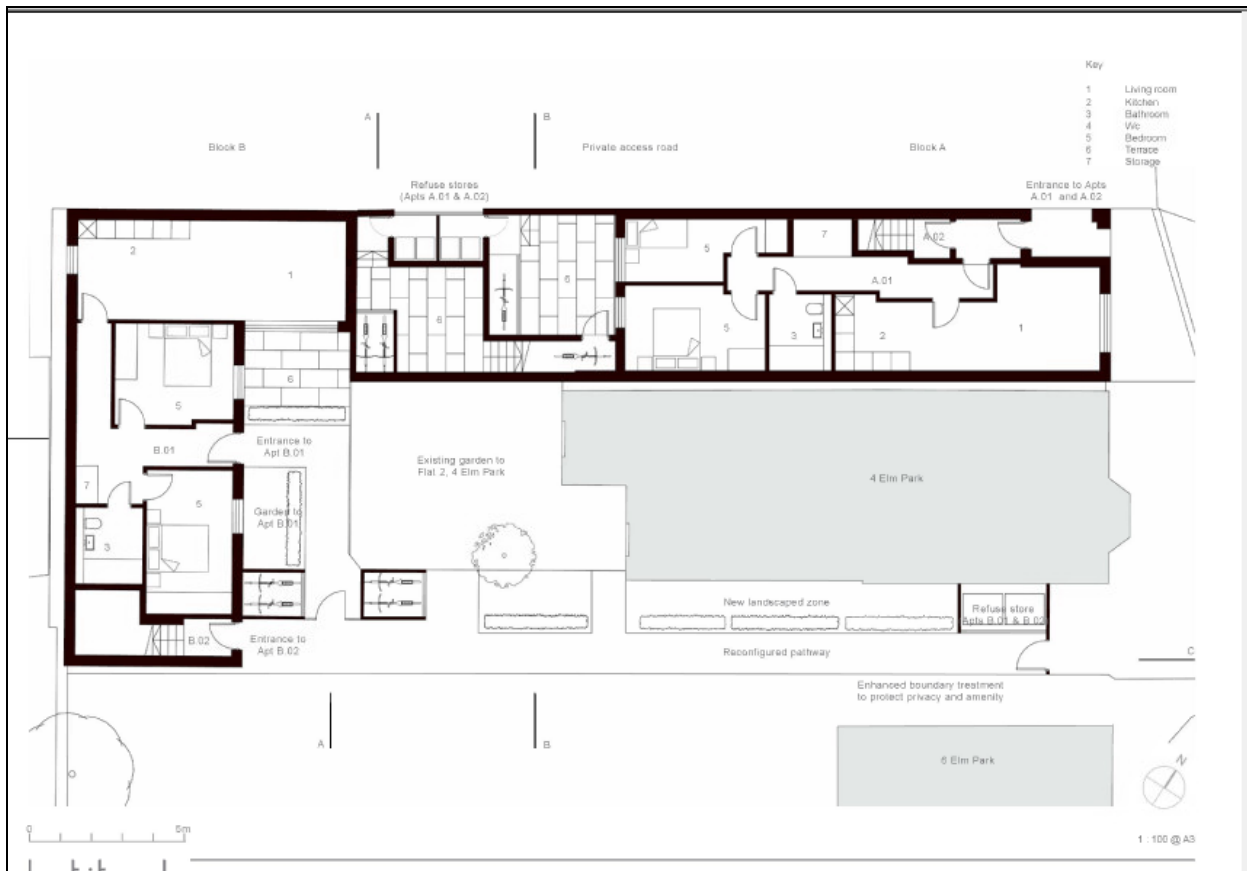 Key
1 Living room
2 Kitchen
3 Bathroom
4 Wc
5 Bedroom
6 Terrace
7 Storage
A
B
Block B
Private access road
Block A
Refuse stores
(Apts A.01 & A.02)
Entrance to Apts
A.01 and A.02
2
1
6
6
5
7
A.02
A.01
5
3
2
1
5
6
B.01
Entrance to
Apt B.01
Existing garden to
Flat 2, 4 Elm Park
4 Elm Park
7
5
Garden to
Apt B.01
3
New landscaped zone
Refuse store
Apts B.01 & B.02
B.02
Entrance to
Apt B.02
Reconfigured pathway
C
Enhanced boundary treatment
to protect privacy and amenity
A
B
6 Elm Park
N
0
5m
1 : 100 @ A3